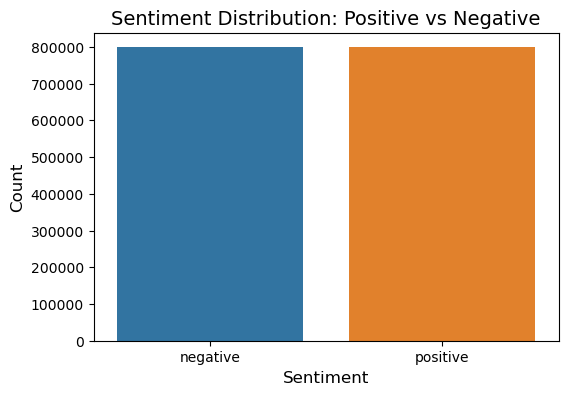 Sentiment Distribution: Positive vs Negative
800000
700000
600000
500000
400000
300000
200000
100000
0
Count
negative positive
Sentiment